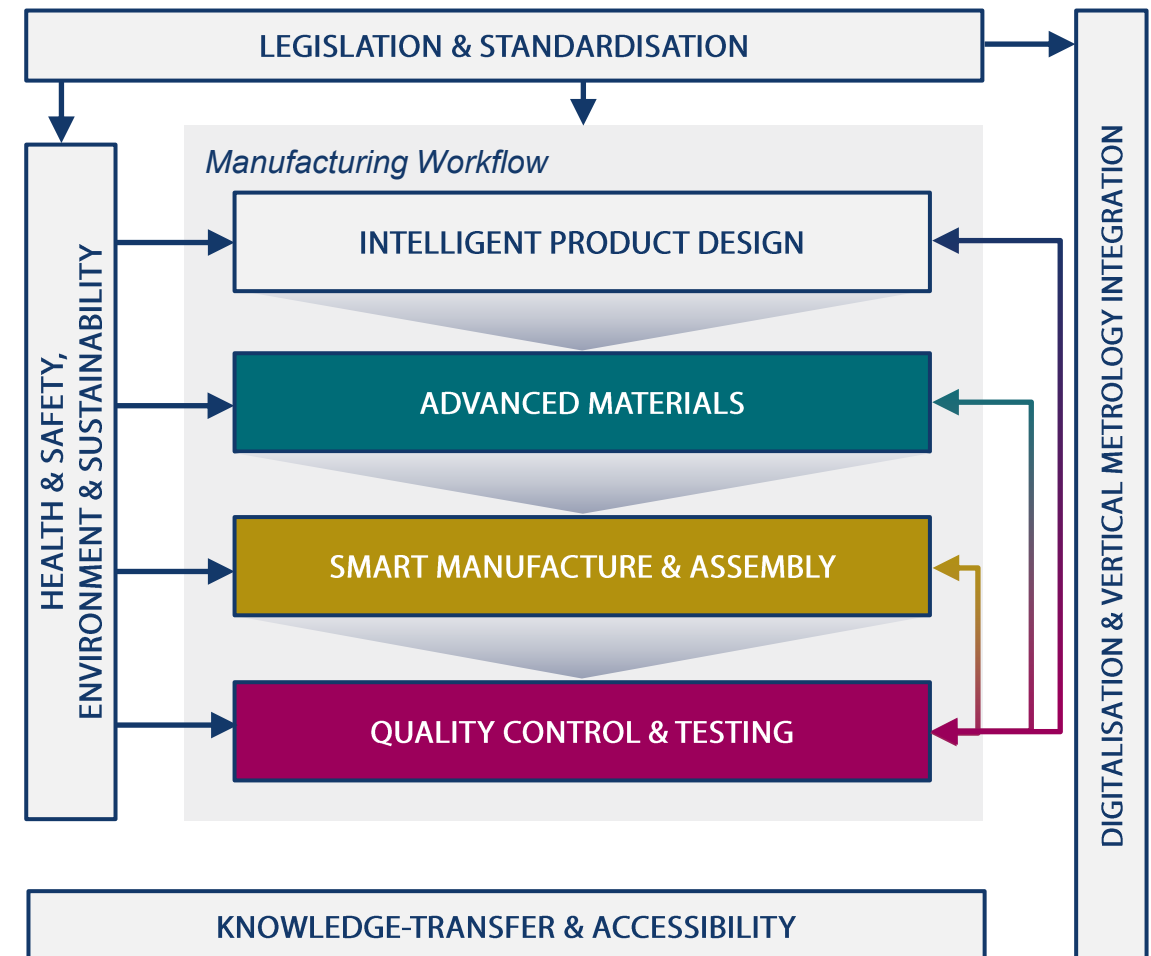 LEGISLATION & STANDARDISATION
Manufacturing Workflow
INTELLIGENT PRODUCT DESIGN
ADVANCED MATERIALS
SMART MANUFACTURE & ASSEMBLY
QUALITY CONTROL & TESTING
HEALTH & SAFETY,
ENVIRONMENT & SUSTAINABILITY
DIGITALISATION & VERTICAL METROLOGY INTEGRATION
KNOWLEDGE-TRANSFER & ACCESSIBILITY